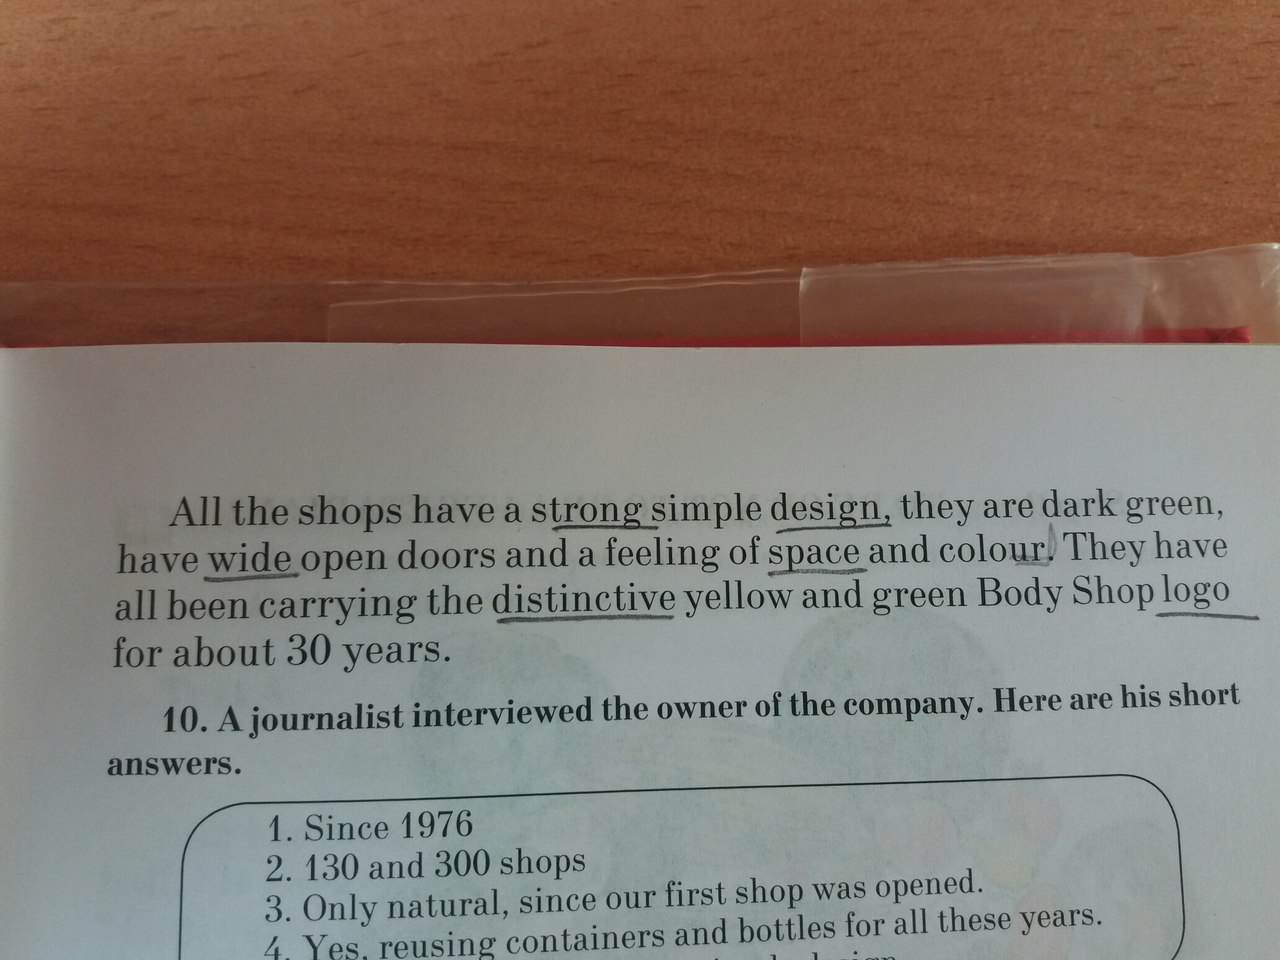 All the shops have a strong simple design, they are dark green,
have wide open doors and a feeling of space and colour. They have
all been carrying the distinctive yellow and green Body Shop logo
for about 30 years.
10. A journalist interviewed the owner of the company. Here are his short
answers.
1. Since 1976
2. 130 and 300 shops
3. Only natural, since our first shop was opened.
4. Yes, reusing containers and bottles for all these years.
design